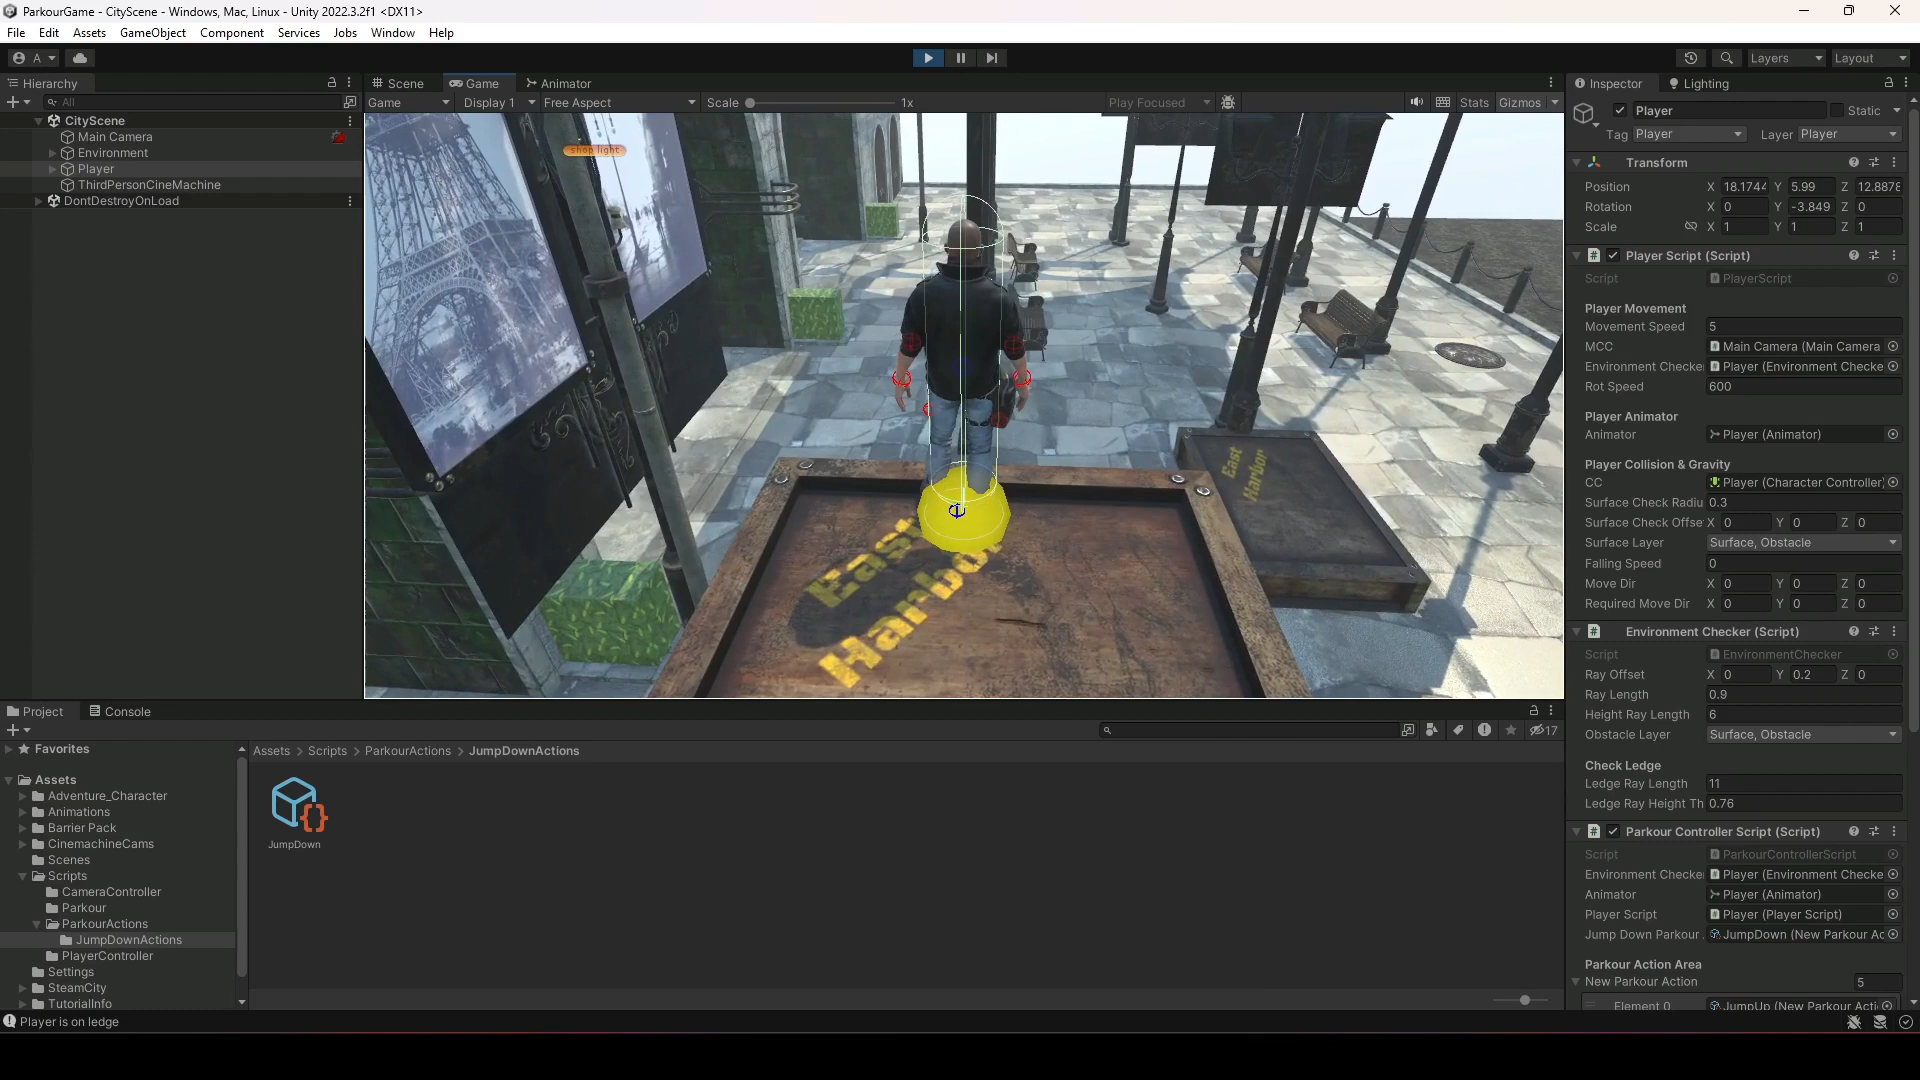 ParkourGame - CityScene - Windows, Mac, Linux - Unity 2022.3.2f1 <DX11>
File Edit Assets GameObject Component Services Jobs Window Help
A
Layers Layout
Hierarchy
All
CityScene
Main Camera
Environment
Player
ThirdPersonCineMachine
DontDestroyOnLoad
Scene Game Animator
Game Display 1 Free Aspect Scale 1x Play Focused Stats Gizmos
shop light
East
Harbor
East
Harbor
Inspector Lighting
Player Static
Tag Player Layer Player
Transform
Position X 18.1744 Y 5.99 Z 12.8878
Rotation X 0 Y -3.849 Z 0
Scale X 1 Y 1 Z 1
Player Script (Script)
Script PlayerScript
Player Movement
Movement Speed 5
MCC Main Camera (Main Camera
Environment Checker Player (Environment Checke
Rot Speed 600
Player Animator
Animator Player (Animator)
Player Collision & Gravity
CC Player (Character Controller)
Surface Check Radiu 0.3
Surface Check Offse X 0 Y 0 Z 0
Surface Layer Surface, Obstacle
Falling Speed 0
Move Dir X 0 Y 0 Z 0
Required Move Dir X 0 Y 0 Z 0
Environment Checker (Script)
Script EnvironmentChecker
Ray Offset X 0 Y 0.2 Z 0
Ray Length 0.9
Height Ray Length 6
Obstacle Layer Surface, Obstacle
Check Ledge
Ledge Ray Length 11
Ledge Ray Height Th 0.76
Parkour Controller Script (Script)
Script ParkourControllerScript
Environment Checker Player (Environment Checke
Animator Player (Animator)
Player Script Player (Player Script)
Jump Down Parkour JumpDown (New Parkour Ac
Parkour Action Area
New Parkour Action 5
Element 0 JumpUp (New Parkour Acti
Project Console
17
Favorites
Assets
Adventure_Character
Animations
Barrier Pack
CinemachineCams
Scenes
Scripts
CameraController
Parkour
ParkourActions
JumpDownActions
PlayerController
Settings
SteamCity
TutorialInfo
Assets > Scripts > ParkourActions > JumpDownActions
JumpDown
Player is on ledge